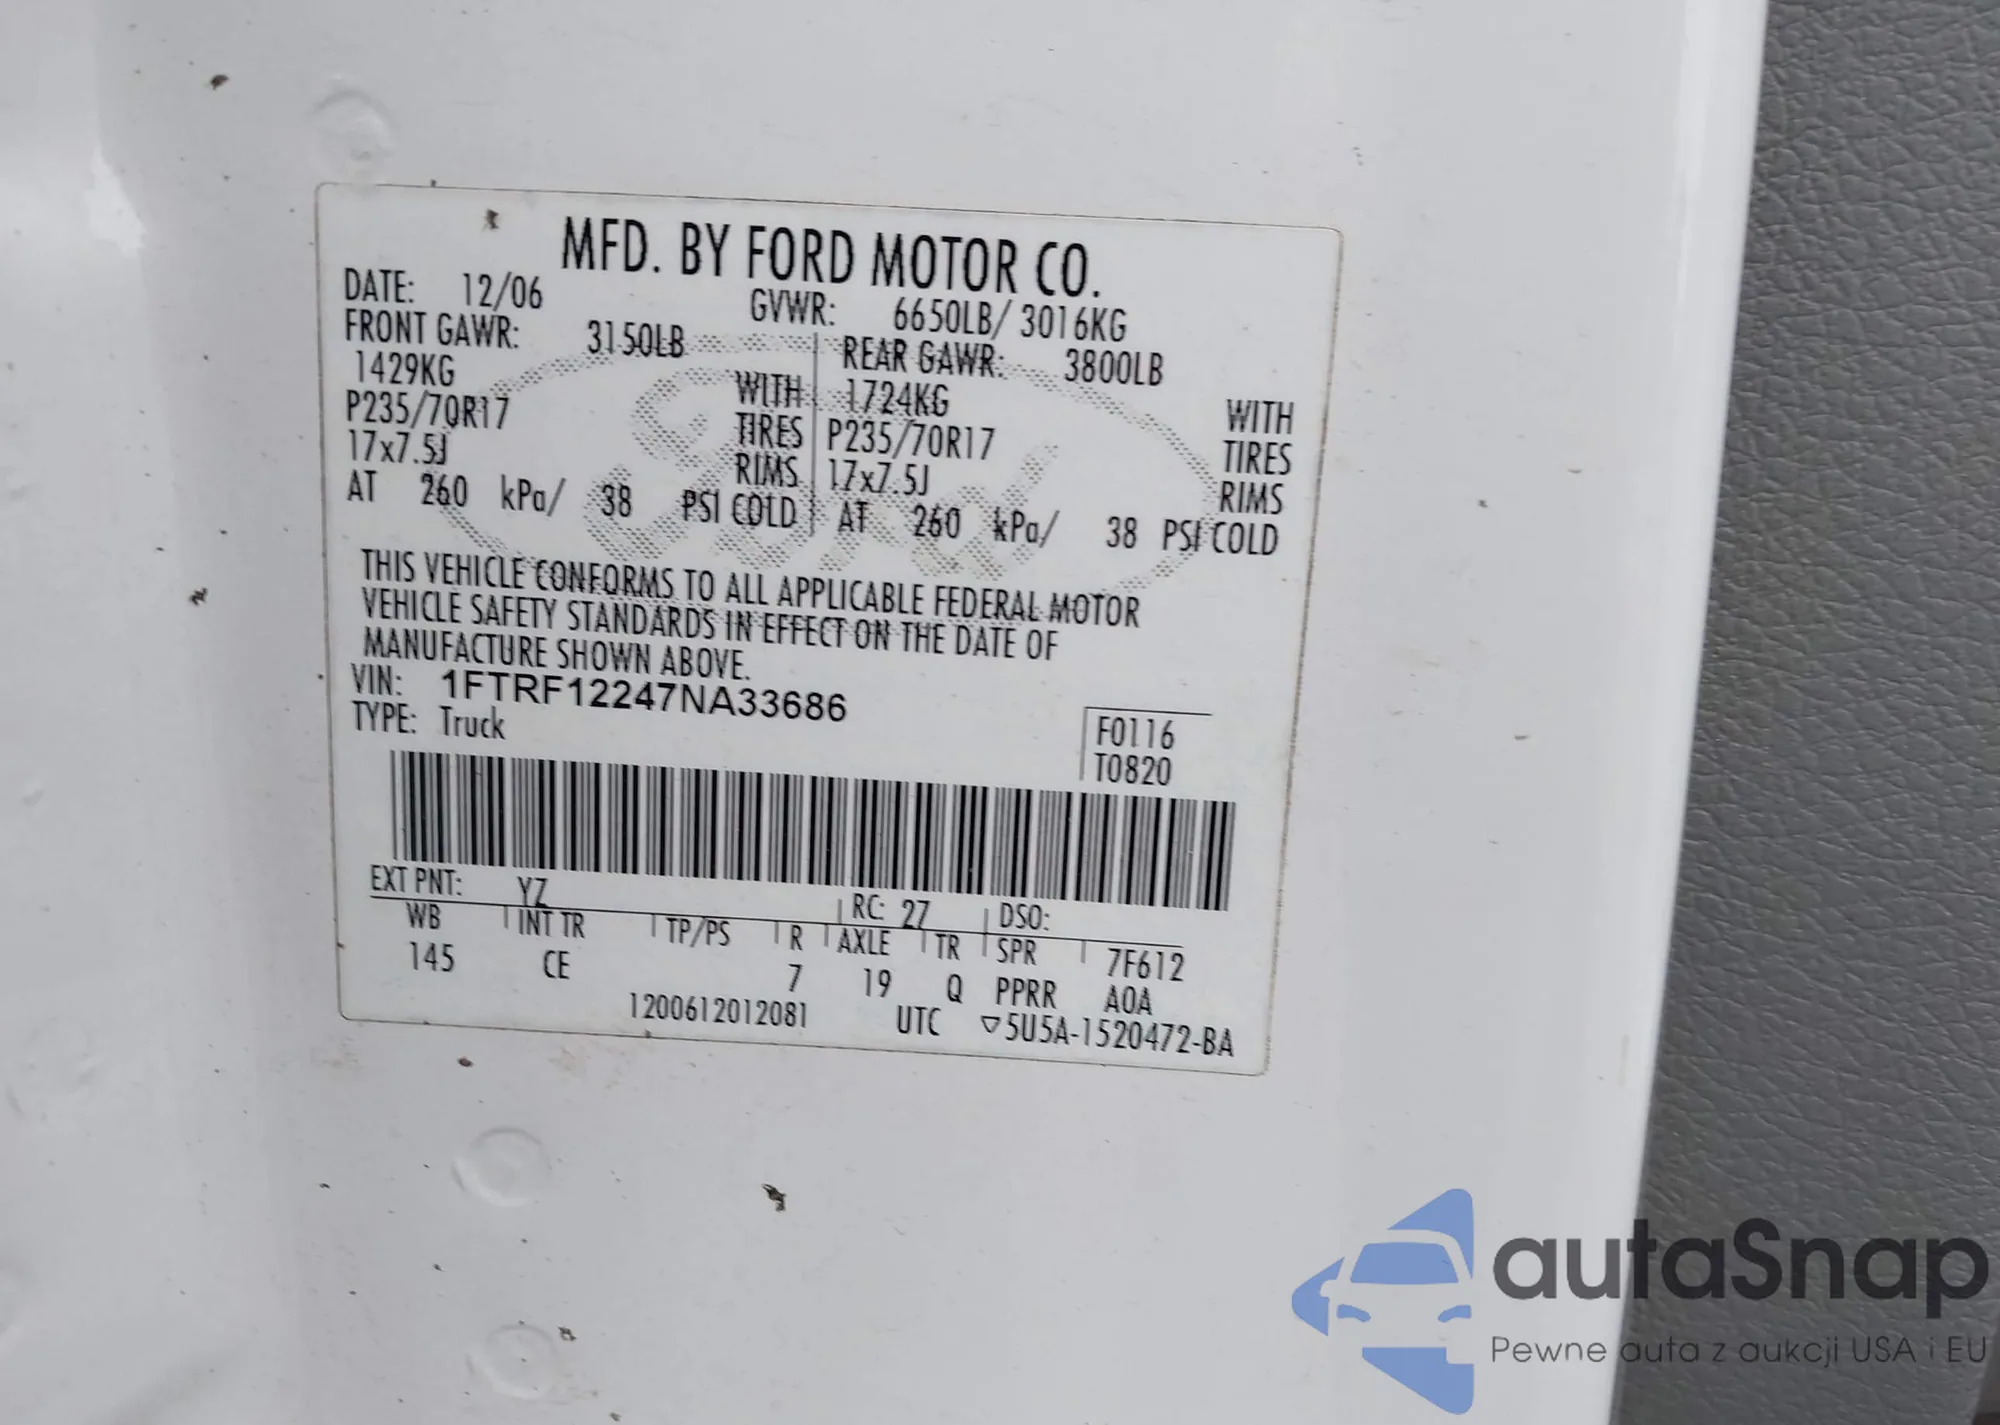 MFD. BY FORD MOTOR CO.
DATE: 12/06 GVWR: 6650LB/ 3016KG
FRONT GAWR: 3150LB REAR GAWR: 3800LB
1429KG WITH 1724KG WITH
P235/70R17 TIRES P235/70R17 TIRES
17x7.5J RIMS 17x7.5J RIMS
AT 260 kPa/ 38 PSI COLD AT 260 kPa/ 38 PSI COLD
Ford
THIS VEHICLE CONFORMS TO ALL APPLICABLE FEDERAL MOTOR
VEHICLE SAFETY STANDARDS IN EFFECT ON THE DATE OF
MANUFACTURE SHOWN ABOVE.
VIN: 1FTRF12247NA33686
TYPE: Truck
F0116
T0820
EXT PNT: YZ RC: 27 DSO:
WB INT TR TP/PS R AXLE TR SPR 7F612
145 CE 7 19 Q PPRR A0A
1200612012081 UTC ▽5U5A-1520472-BA
autaSnap
Pewne auta z aukcji USA i EU